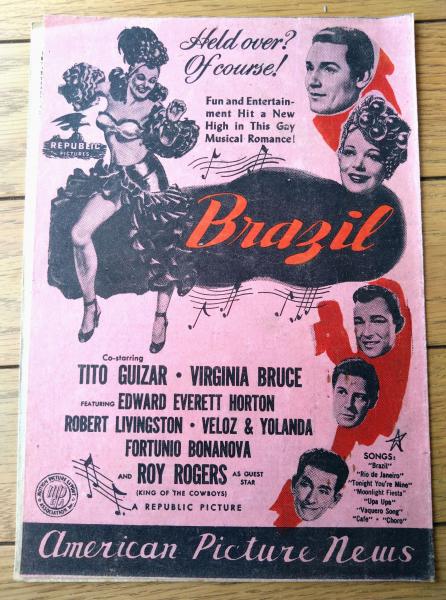 Held over?
Of course!
Fun and Entertain-
ment Hit a New
High in This Gay
Musical Romance!
REPUBLIC
PICTURES
Brazil
Co-starring
TITO GUIZAR · VIRGINIA BRUCE
FEATURING EDWARD EVERETT HORTON
ROBERT LIVINGSTON · VELOZ & YOLANDA
FORTUNIO BONANOVA
AND ROY ROGERS AS GUEST STAR
(KING OF THE COWBOYS)
A REPUBLIC PICTURE
SONGS:
"Brazil"
"Rio de Janeiro"
"Tonight You're Mine"
"Moonlight Fiesta"
"Upa Upa"
"Vaquero Song"
"Cafe" · "Choro"
American Picture News